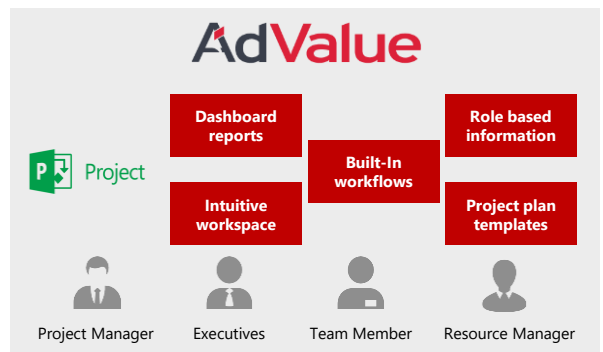 AdValue
Dashboard
reports
Role based
information
Built-In
workflows
P
Project
Intuitive
workspace
Project plan
templates
Project Manager
Executives
Team Member
Resource Manager